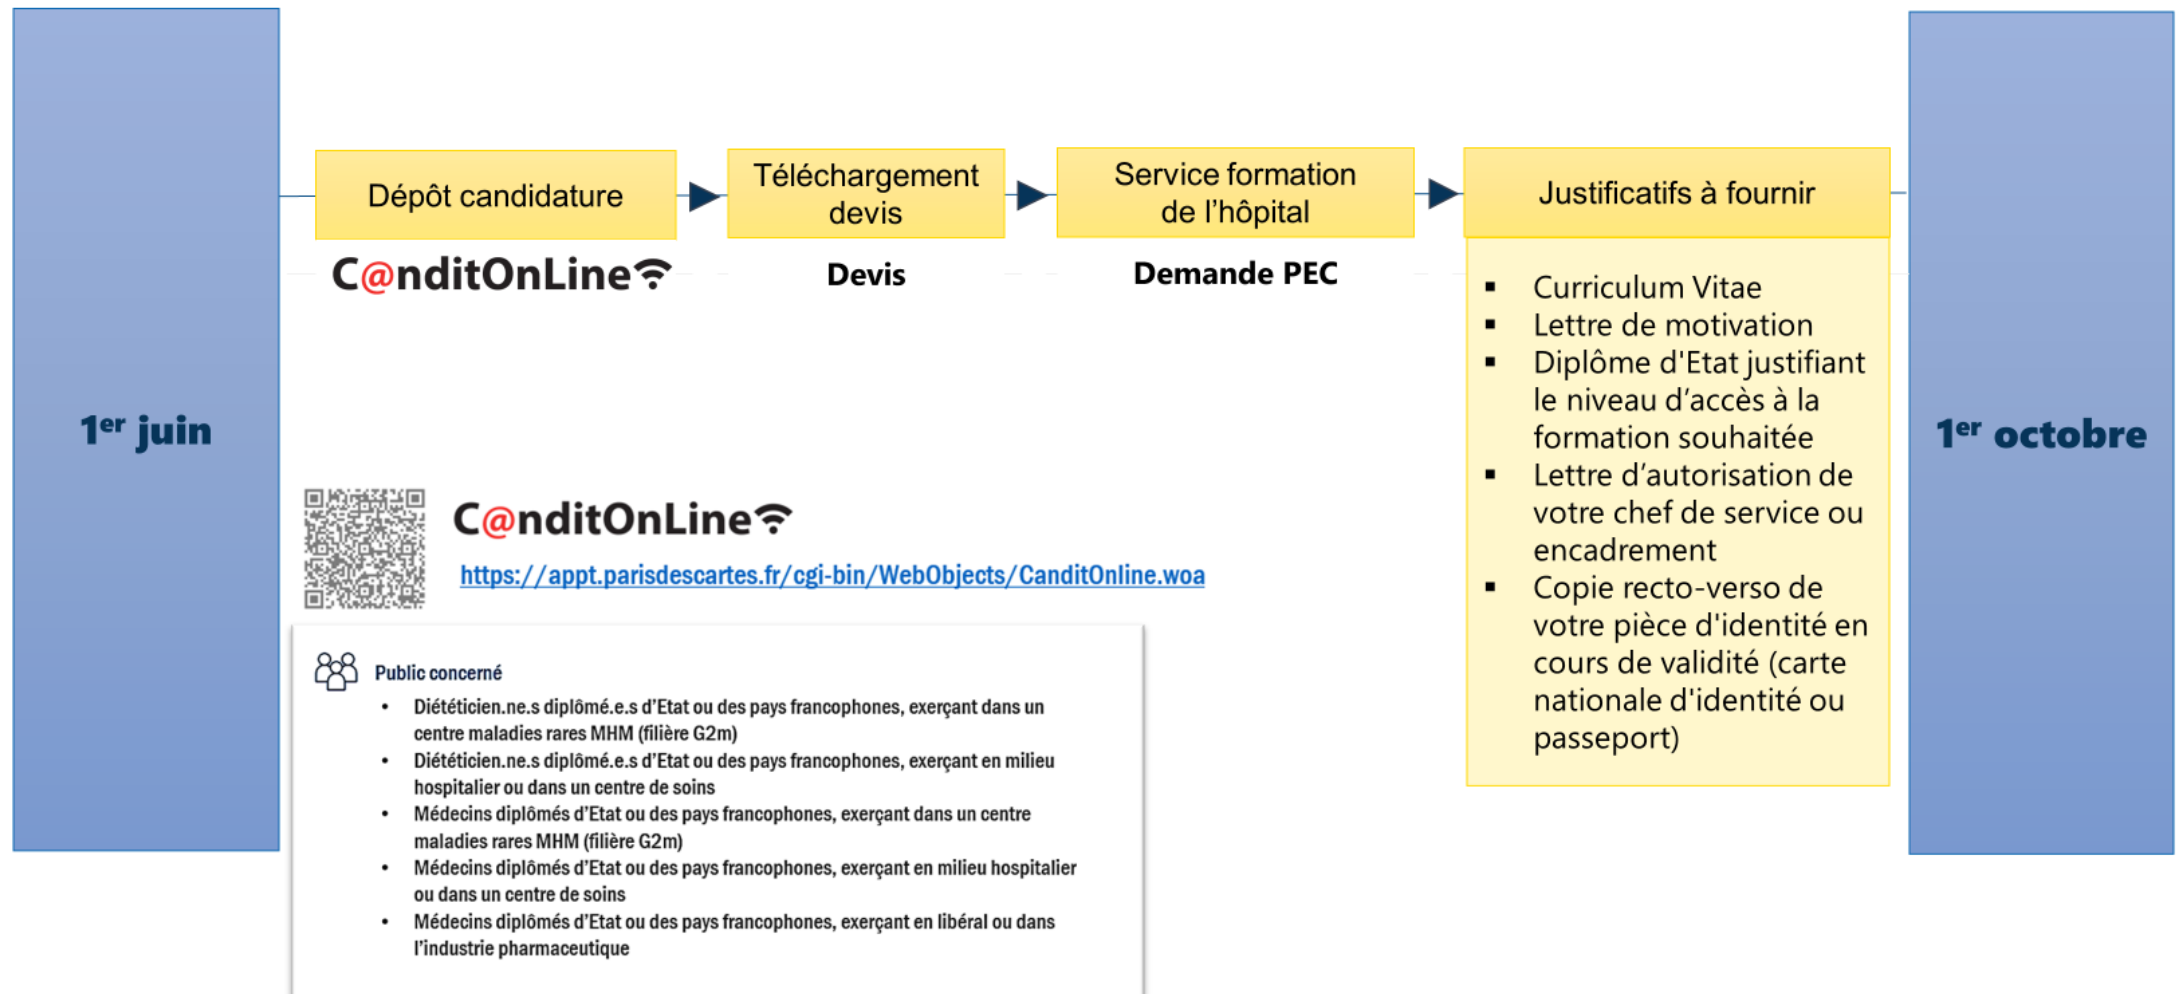 1er juin
Dépôt candidature
C@nditOnLine
Téléchargement
devis
Devis
Service formation
de l'hôpital
Demande PEC
Justificatifs à fournir
▪ Curriculum Vitae
▪ Lettre de motivation
▪ Diplôme d'Etat justifiant
le niveau d'accès à la
formation souhaitée
▪ Lettre d'autorisation de
votre chef de service ou
encadrement
▪ Copie recto-verso de
votre pièce d'identité en
cours de validité (carte
nationale d'identité ou
passeport)
1er octobre
C@nditOnLine
https://appt.parisdescartes.fr/cgi-bin/WebObjects/CanditOnline.woa
Public concerné
• Diététicien.ne.s diplômé.e.s d'Etat ou des pays francophones, exerçant dans un
centre maladies rares MHM (filière G2m)
• Diététicien.ne.s diplômé.e.s d'Etat ou des pays francophones, exerçant en milieu
hospitalier ou dans un centre de soins
• Médecins diplômés d'Etat ou des pays francophones, exerçant dans un centre
maladies rares MHM (filière G2m)
• Médecins diplômés d'Etat ou des pays francophones, exerçant en milieu hospitalier
ou dans un centre de soins
• Médecins diplômés d'Etat ou des pays francophones, exerçant en libéral ou dans
l'industrie pharmaceutique